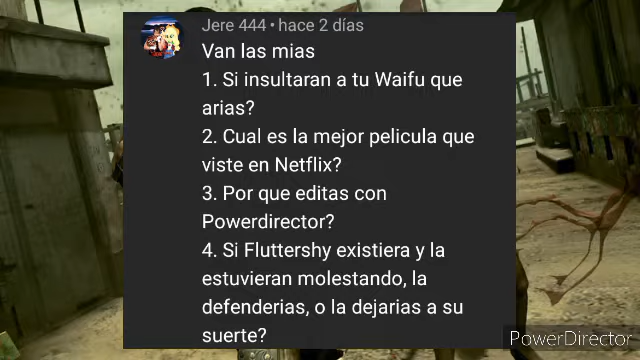 Jere 444 • hace 2 días
Van las mias
1. Si insultaran a tu Waifu que
arias?
2. Cual es la mejor pelicula que
viste en Netflix?
3. Por que editas con
Powerdirector?
4. Si Fluttershy existiera y la
estuvieran molestando, la
defenderias, o la dejarias a su
suerte?
PowerDirector